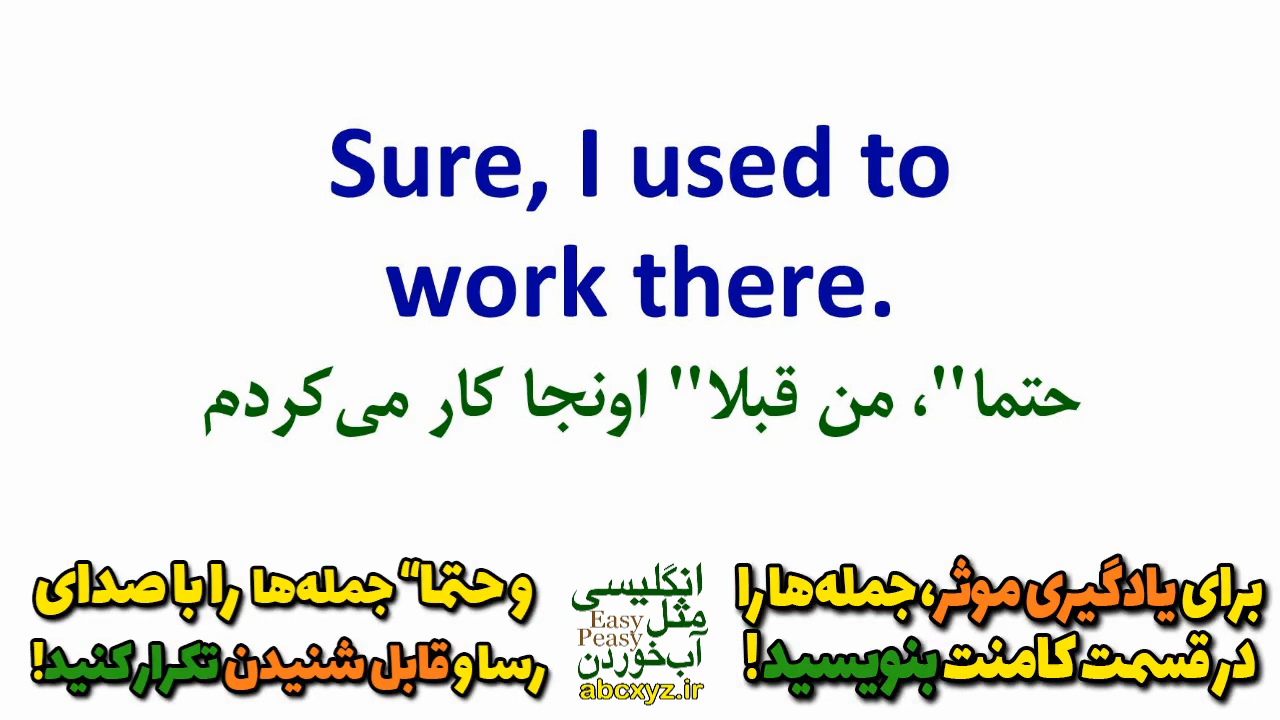 Sure, I used to
work there.
حتما"، من قبلا" اونجا کار می‌کردم
برای یادگیری موثر، جمله‌ها را
در قسمت کامنت بنویسید!
انگلیسی
مثل
Easy
Peasy
آب‌خوردن
abcxyz.ir
و حتما“ جمله‌ها را با صدای
رسا و قابل شنیدن تکرار کنید!